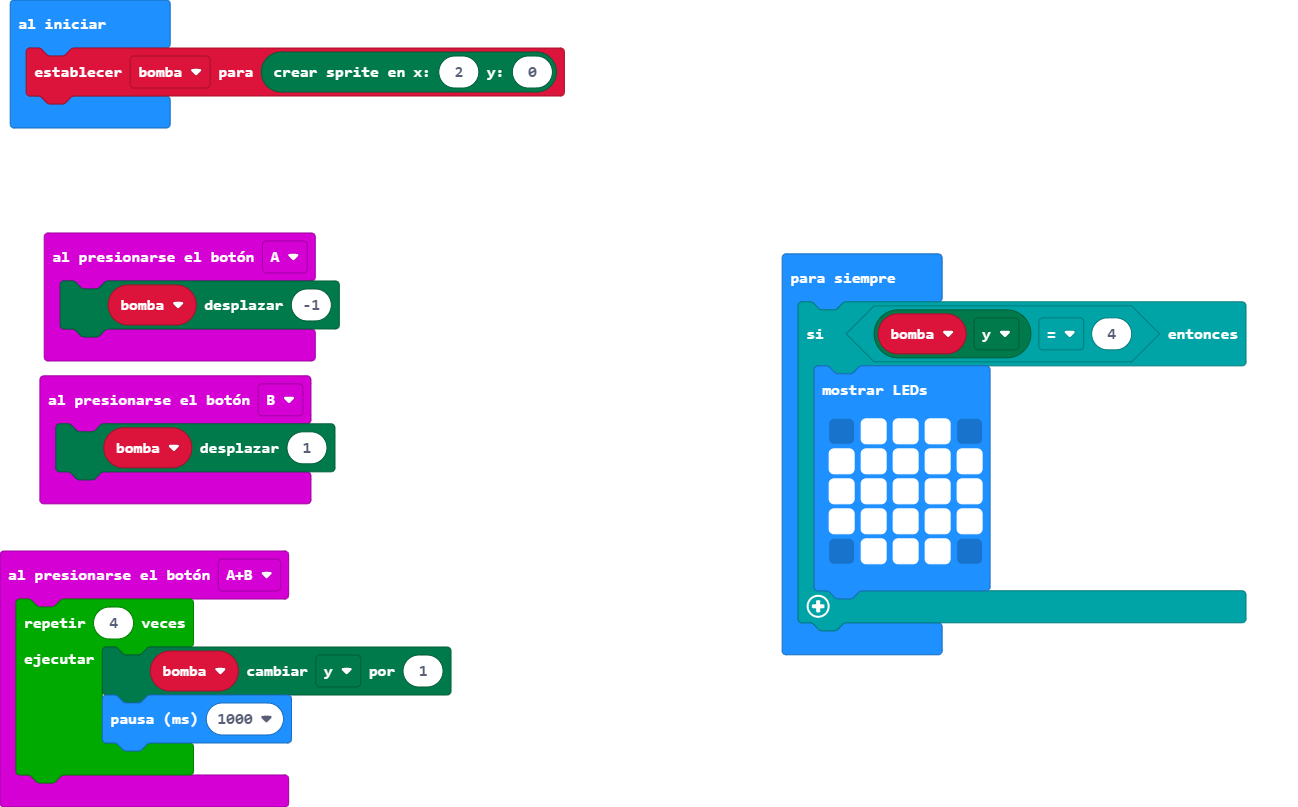 al iniciar
establecer bomba para crear sprite en x: 2 y: 0
al presionarse el botón A
bomba desplazar -1
al presionarse el botón B
bomba desplazar 1
al presionarse el botón A+B
repetir 4 veces
ejecutar
bomba cambiar y por 1
pausa (ms) 1000
para siempre
si bomba y = 4 entonces
mostrar LEDs